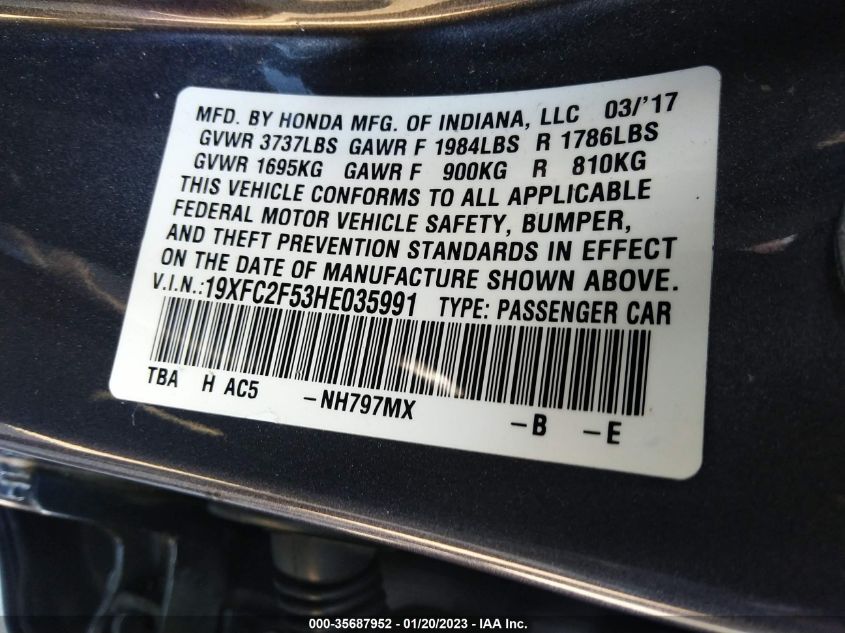 MFD. BY HONDA MFG. OF INDIANA, LLC 03/'17
GVWR 3737LBS GAWR F 1984LBS R 1786LBS
GVWR 1695KG GAWR F 900KG R 810KG
THIS VEHICLE CONFORMS TO ALL APPLICABLE
FEDERAL MOTOR VEHICLE SAFETY, BUMPER,
AND THEFT PREVENTION STANDARDS IN EFFECT
ON THE DATE OF MANUFACTURE SHOWN ABOVE.
V.I.N.:19XFC2F53HE035991 TYPE: PASSENGER CAR
TBA H AC5 -NH797MX -B -E
000-35687952 - 01/20/2023 - IAA Inc.